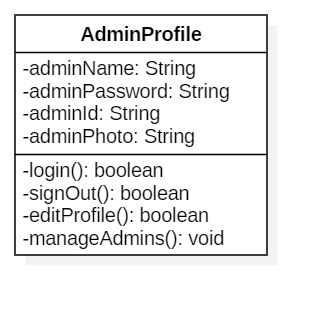 AdminProfile
-adminName: String
-adminPassword: String
-adminId: String
-adminPhoto: String
-login(): boolean
-signOut(): boolean
-editProfile(): boolean
-manageAdmins(): void